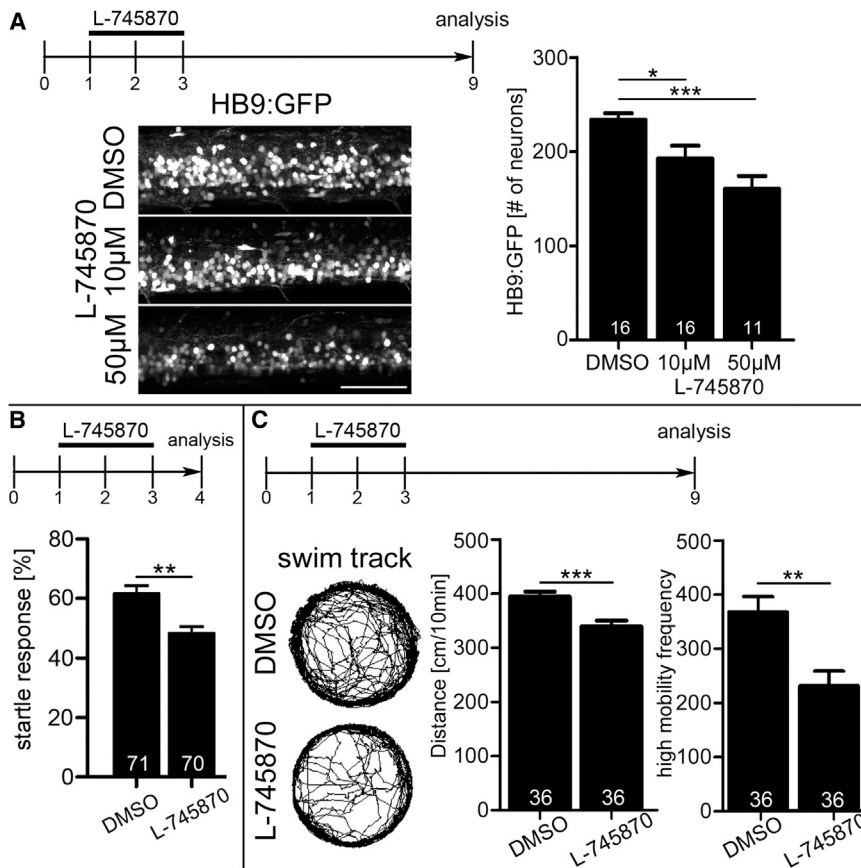 A
L-745870
analysis
0 1 2 3 9
HB9:GFP
DMSO
10µM
50µM
L-745870
HB9:GFP [# of neurons]
300
200
100
0
*
***
16 16 11
DMSO 10µM 50µM
L-745870
B
L-745870
analysis
0 1 2 3 4
startle response [%]
80
60
40
20
0
**
71 70
DMSO L-745870
C
L-745870
analysis
0 1 2 3 9
swim track
DMSO
L-745870
Distance [cm/10min]
500
400
300
200
100
0
***
36 36
DMSO L-745870
high mobility frequency
500
400
300
200
100
0
**
36 36
DMSO L-745870